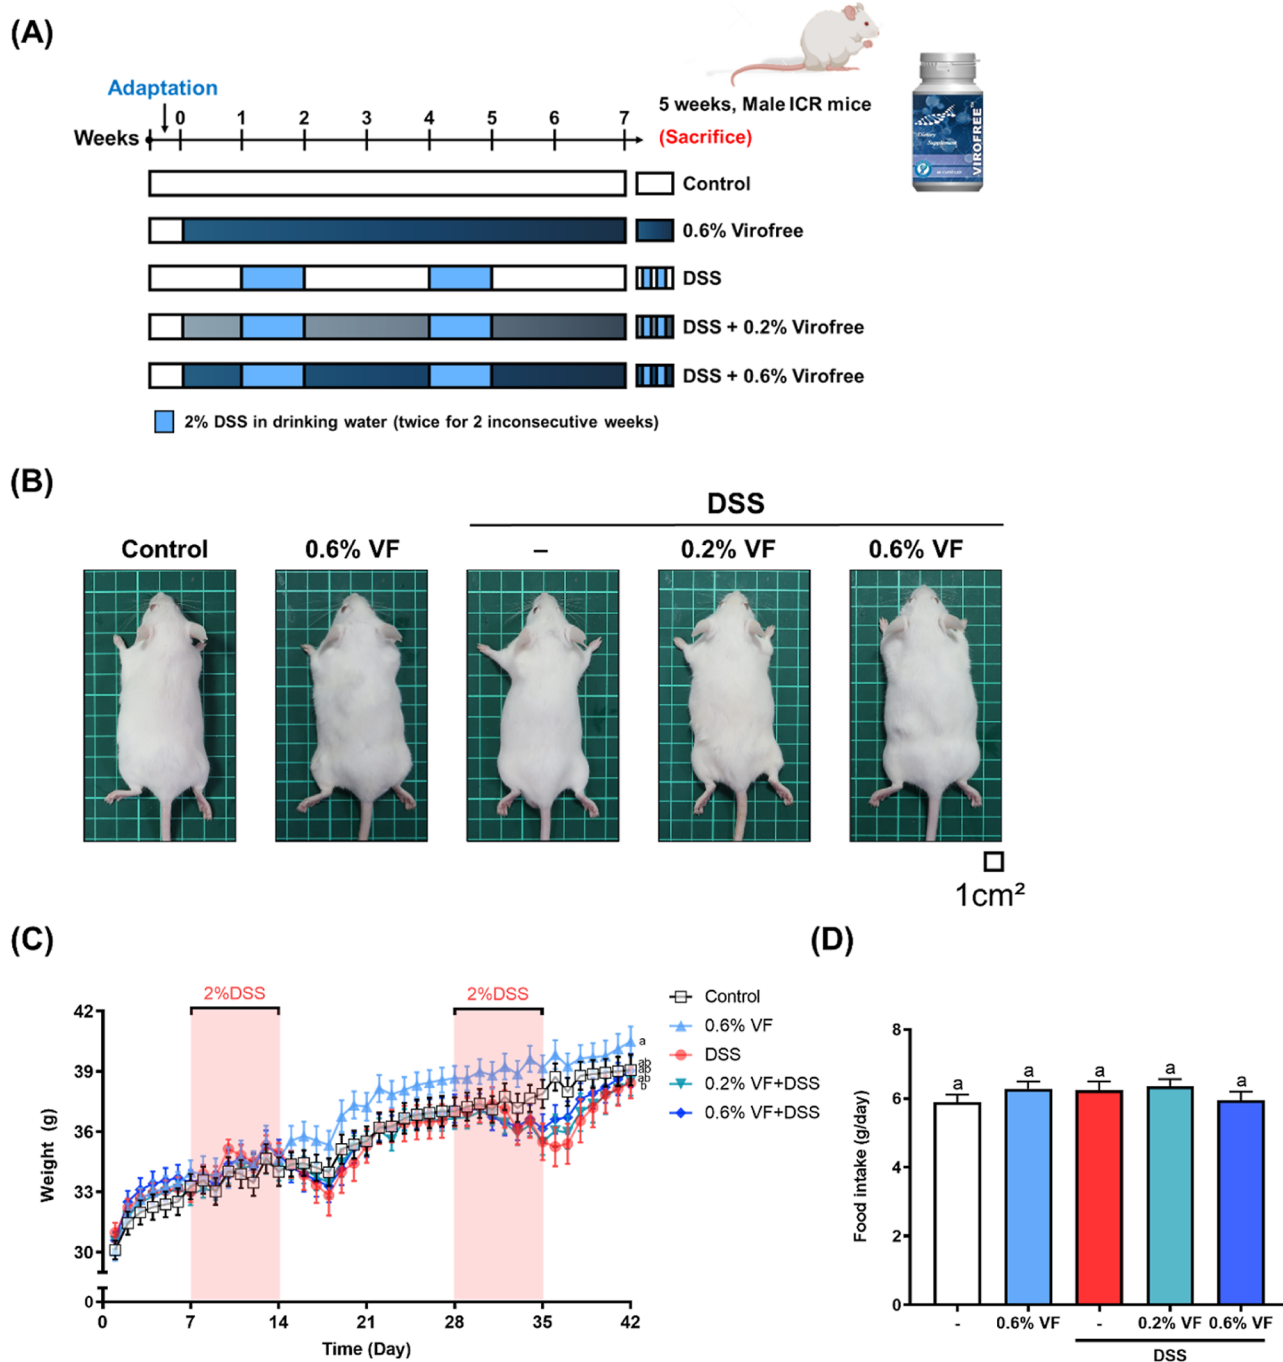 (A)
Adaptation
Weeks
0 1 2 3 4 5 6 7
5 weeks, Male ICR mice
(Sacrifice)
VIROFREE
Dietary
Supplement
Control
0.6% Virofree
DSS
DSS + 0.2% Virofree
DSS + 0.6% Virofree
2% DSS in drinking water (twice for 2 inconsecutive weeks)
(B)
DSS
Control 0.6% VF – 0.2% VF 0.6% VF
1cm²
(C)
2%DSS 2%DSS
42
39
36
33
30
0
Weight (g)
0 7 14 21 28 35 42
Time (Day)
a
ab
ab
ab
b
Control
0.6% VF
DSS
0.2% VF+DSS
0.6% VF+DSS
(D)
8
6
4
2
0
Food intake (g/day)
a a a a a
- 0.6% VF - 0.2% VF 0.6% VF
DSS